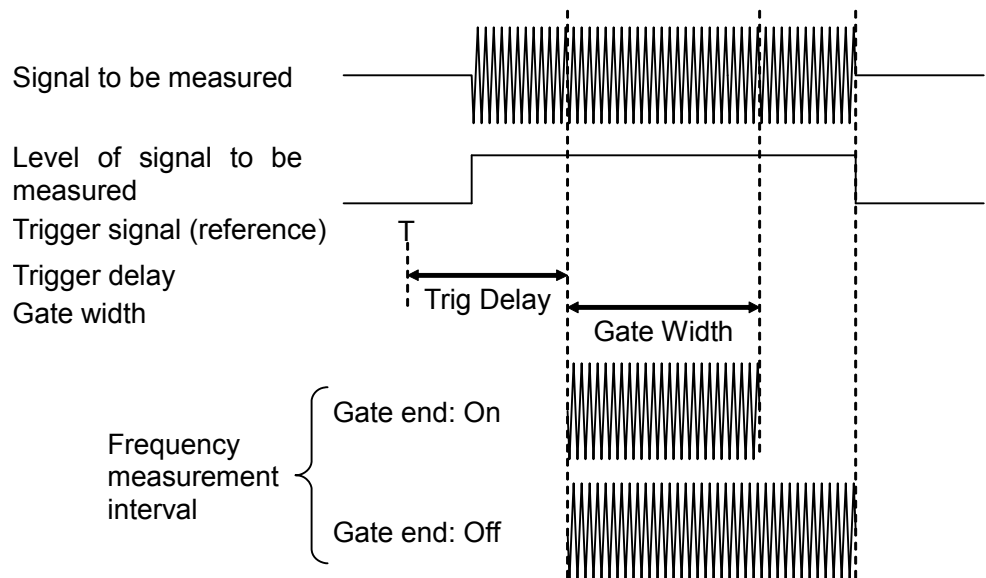 Signal to be measured
Level of signal to be
measured
Trigger signal (reference)
T
Trigger delay
Trig Delay
Gate width
Gate Width
Gate end: On
Frequency
measurement
interval
Gate end: Off